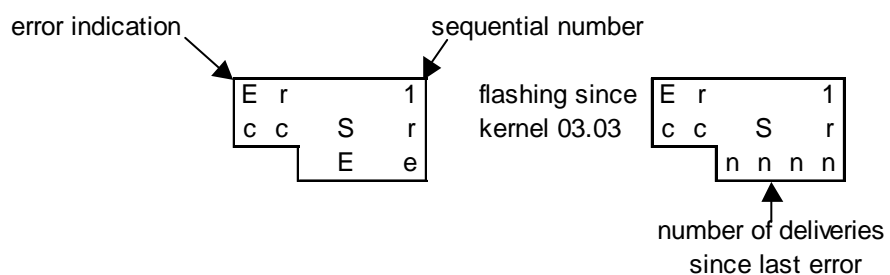 error indication
sequential number
E r 1
c c S r
E e
flashing since
kernel 03.03
E r 1
c c S r
n n n n
number of deliveries
since last error